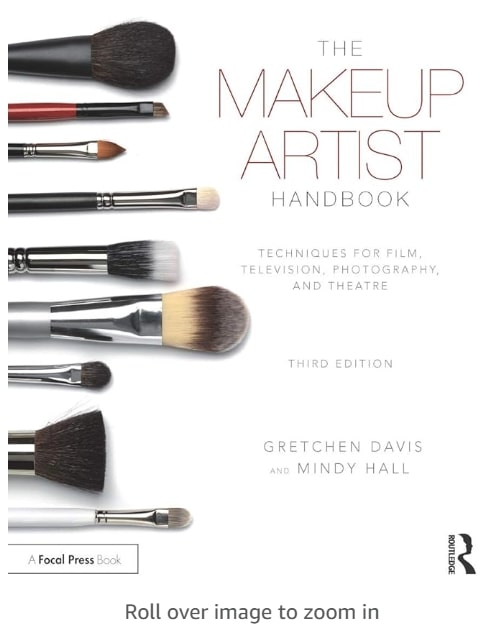 THE
MAKEUP
ARTIST
HANDBOOK
TECHNIQUES FOR FILM,
TELEVISION, PHOTOGRAPHY,
AND THEATRE
THIRD EDITION
GRETCHEN DAVIS
AND MINDY HALL
A Focal Press Book
ROUTLEDGE
Roll over image to zoom in